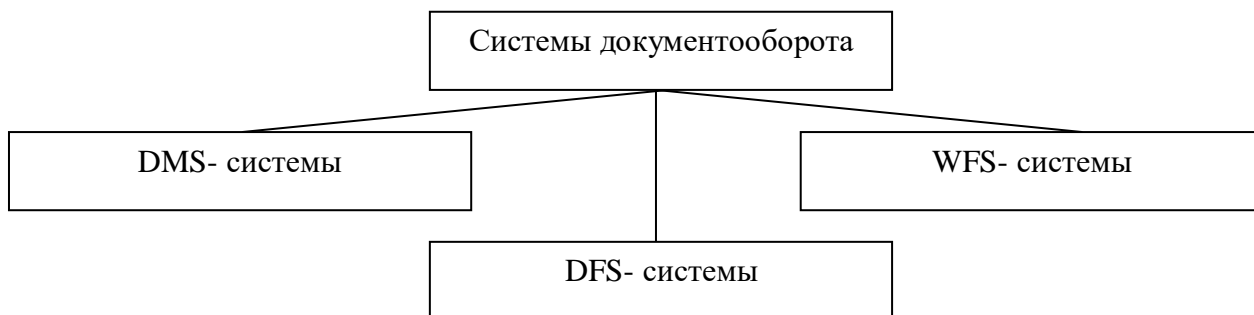 Системы документооборота
DMS- системы
WFS- системы
DFS- системы